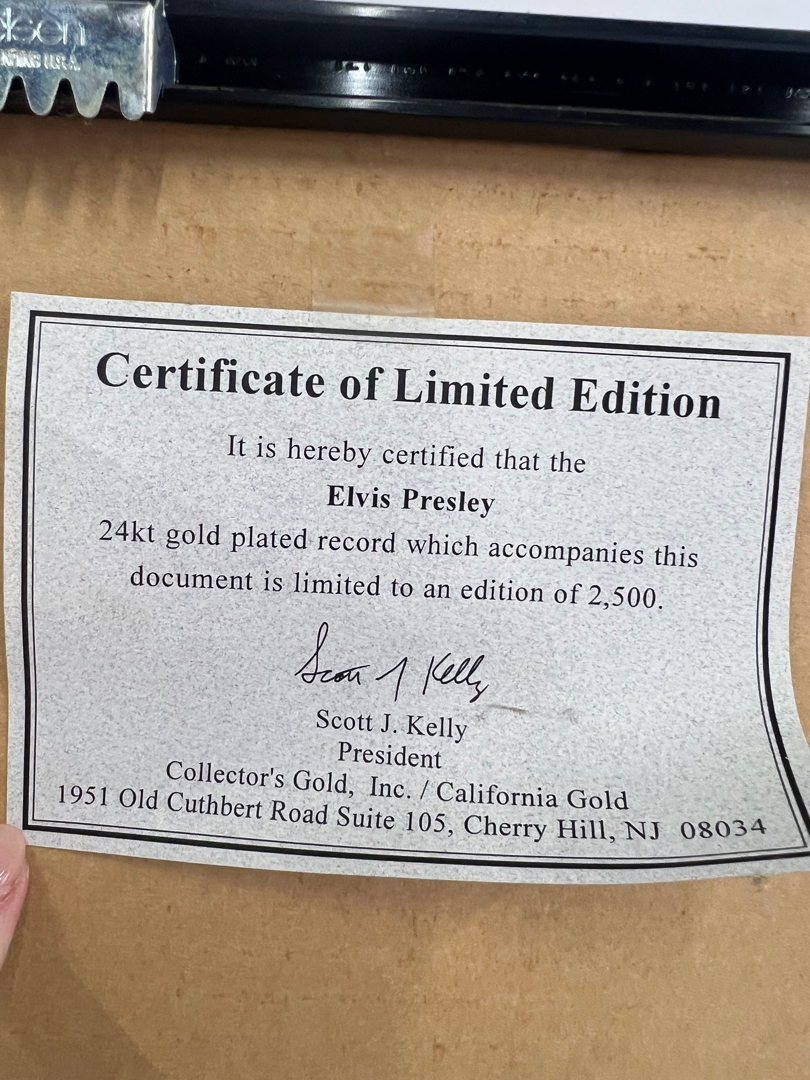 Certificate of Limited Edition
It is hereby certified that the
Elvis Presley
24kt gold plated record which accompanies this
document is limited to an edition of 2,500.
Scott J Kelly
Scott J. Kelly
President
Collector's Gold, Inc. / California Gold
1951 Old Cuthbert Road Suite 105, Cherry Hill, NJ 08034